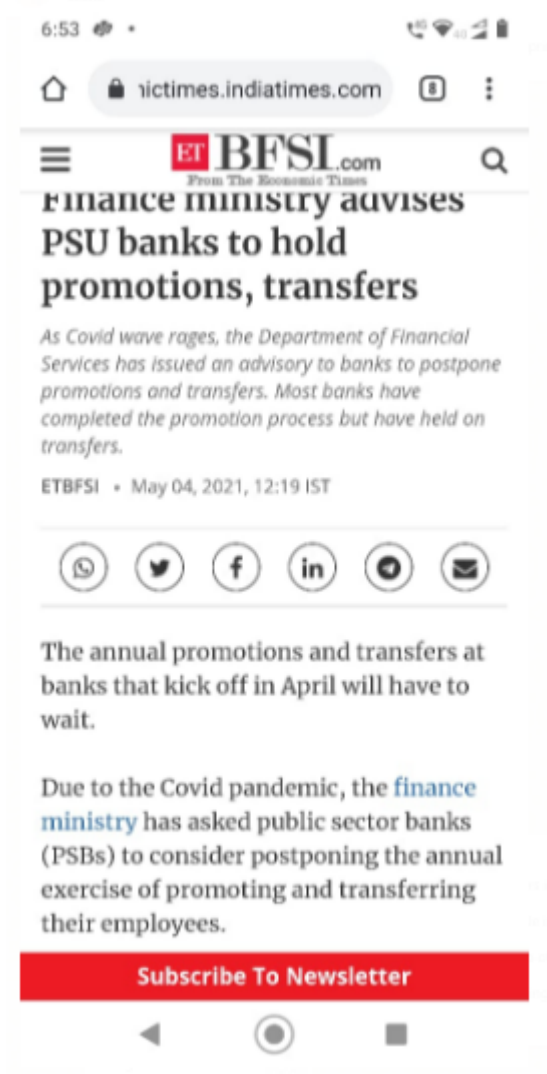 6:53
4G
nictimes.indiatimes.com
8
ET BFSI.com
From The Economic Times
Finance ministry advises
PSU banks to hold
promotions, transfers
As Covid wave rages, the Department of Financial
Services has issued an advisory to banks to postpone
promotions and transfers. Most banks have
completed the promotion process but have held on
transfers.
ETBFSI • May 04, 2021, 12:19 IST
The annual promotions and transfers at
banks that kick off in April will have to
wait.
Due to the Covid pandemic, the finance
ministry has asked public sector banks
(PSBs) to consider postponing the annual
exercise of promoting and transferring
their employees.
Subscribe To Newsletter